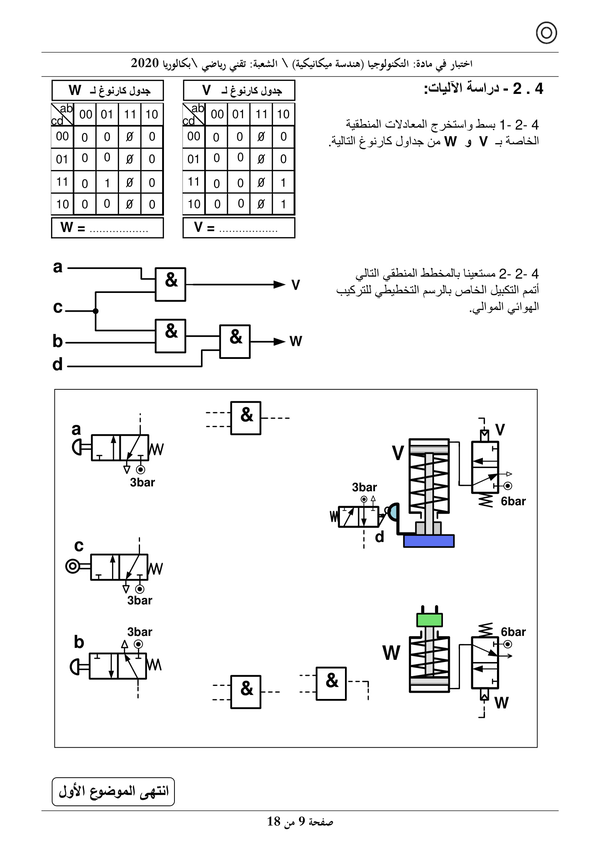 اختبار في مادة: التكنولوجيا (هندسة ميكانيكية) \ الشعبة: تقني رياضي \ بكالوريا 2020
4 . 2 - دراسة الآليات:
4 -2 -1 بسط واستخرج المعادلات المنطقية
الخاصة بـ V و W من جداول كارنوغ التالية.
جدول كارنوغ لـ V
ab 00 01 11 10
cd
00 0 0 Ø 0
01 0 0 Ø 0
11 0 0 Ø 1
10 0 0 Ø 1
V = .................
جدول كارنوغ لـ W
ab 00 01 11 10
cd
00 0 0 Ø 0
01 0 0 Ø 0
11 0 1 Ø 0
10 0 0 Ø 0
W = .................
4 -2 -2 مستعينا بالمخطط المنطقي التالي
أتمم التكبيل الخاص بالرسم التخطيطي للتركيب
الهوائي الموالي.
a
&
V
c
b
&
&
W
d
&
a
3bar
V
V
6bar
3bar
d
c
3bar
b
3bar
&
&
W
6bar
W
انتهى الموضوع الأول
صفحة 9 من 18